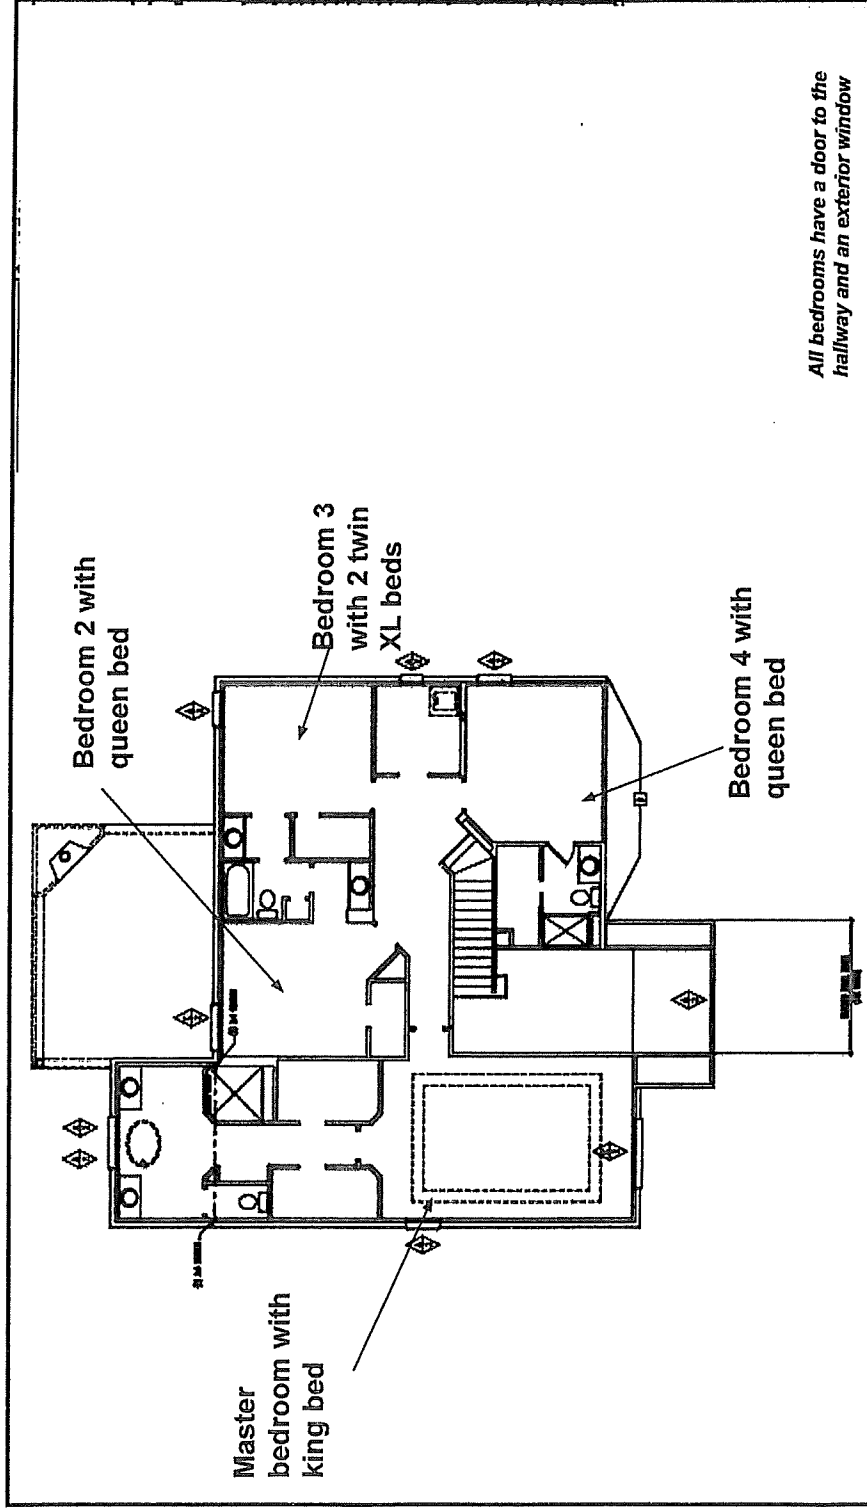 Master
bedroom with
king bed
Bedroom 2 with
queen bed
Bedroom 3
with 2 twin
XL beds
Bedroom 4 with
queen bed
All bedrooms have a door to the
hallway and an exterior window